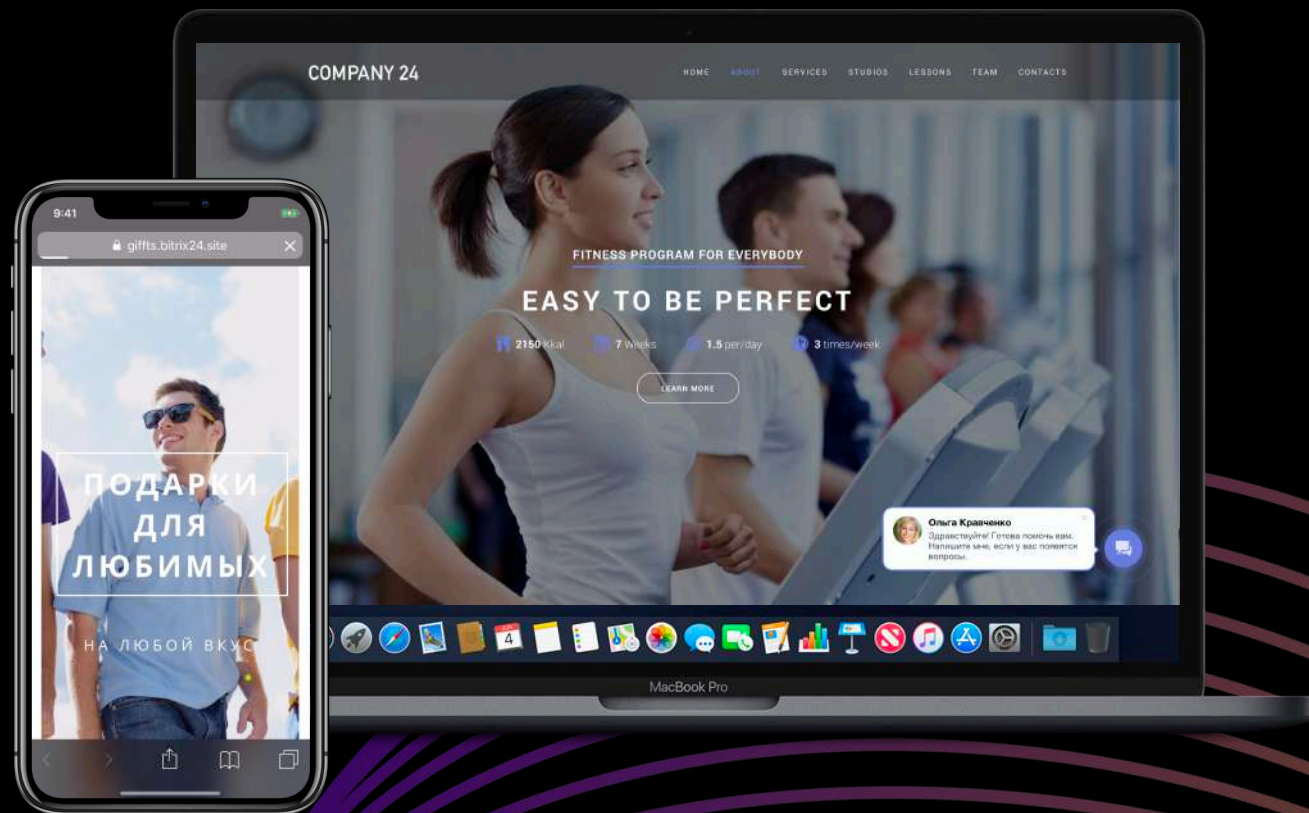 COMPANY 24
HOME ABOUT SERVICES STUDIOS LESSONS TEAM CONTACTS
FITNESS PROGRAM FOR EVERYBODY
EASY TO BE PERFECT
2150 Kkal 7 Weeks 1.5 per/day 3 times/week
LEARN MORE
Ольга Кравченко
Здравствуйте! Готова помочь вам.
Напишите мне, если у вас появятся
вопросы.
4
MacBook Pro
9:41
giffts.bitrix24.site
ПОДАРКИ
ДЛЯ
ЛЮБИМЫХ
НА ЛЮБОЙ ВКУС